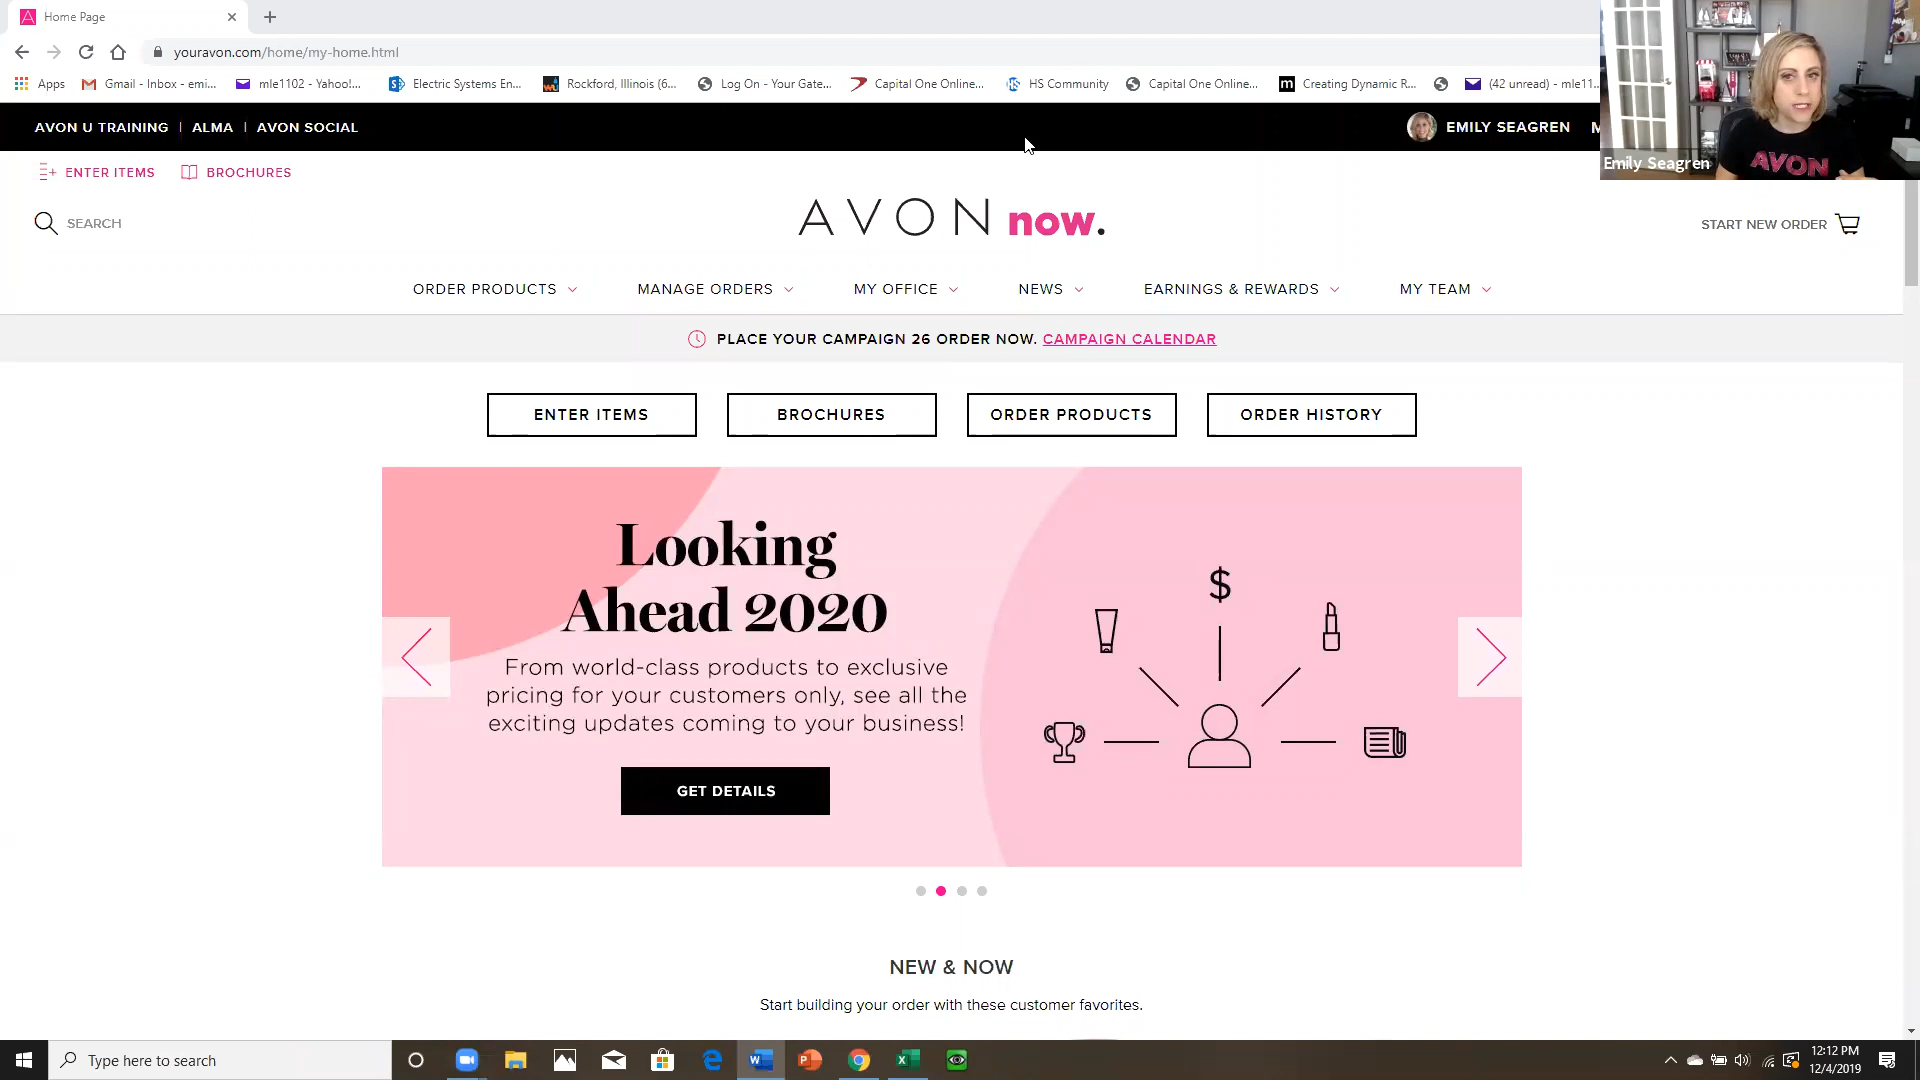 Home Page
youravon.com/home/my-home.html
Apps
Gmail - Inbox - emi...
mle1102 - Yahoo!...
Electric Systems En...
Rockford, Illinois (6...
Log On - Your Gate...
Capital One Online...
HS Community
Capital One Online...
Creating Dynamic R...
(42 unread) - mle11...
AVON U TRAINING | ALMA | AVON SOCIAL
EMILY SEAGREN
M
AVON
Emily Seagren
ENTER ITEMS
BROCHURES
SEARCH
AVON now.
START NEW ORDER
ORDER PRODUCTS
MANAGE ORDERS
MY OFFICE
NEWS
EARNINGS & REWARDS
MY TEAM
PLACE YOUR CAMPAIGN 26 ORDER NOW. CAMPAIGN CALENDAR
ENTER ITEMS
BROCHURES
ORDER PRODUCTS
ORDER HISTORY
Looking
Ahead 2020
From world-class products to exclusive
pricing for your customers only, see all the
exciting updates coming to your business!
GET DETAILS
$
NEW & NOW
Start building your order with these customer favorites.
Type here to search
12:12 PM
12/4/2019